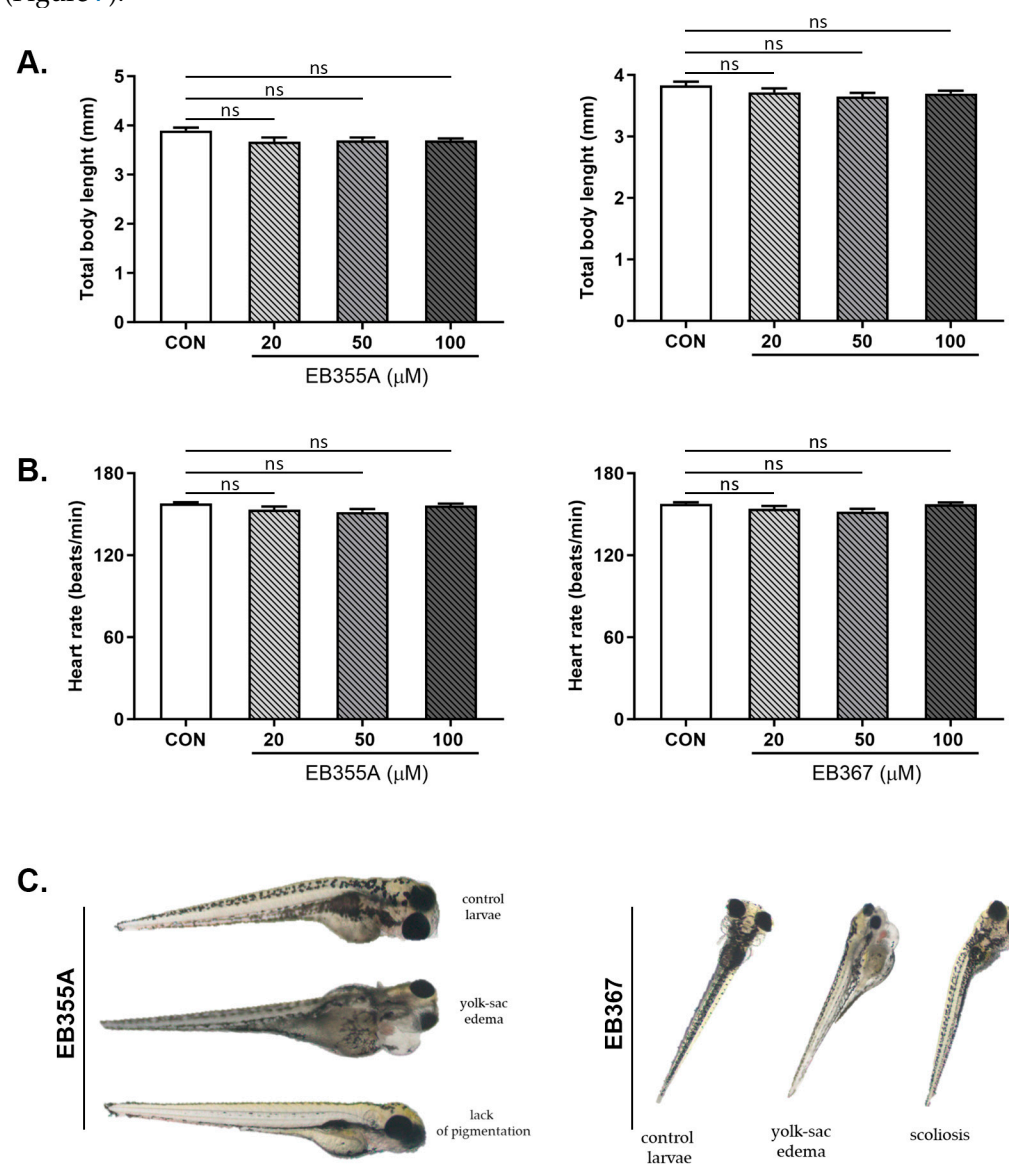 (Figure 7).
A.
ns
ns
ns
5
4
3
2
1
0
Total body lenght (mm)
CON 20 50 100
EB355A (μM)
ns
ns
ns
4
3
2
1
0
Total body lenght (mm)
CON 20 50 100
B.
ns
ns
ns
180
120
60
0
Heart rate (beats/min)
CON 20 50 100
EB355A (μM)
ns
ns
ns
180
120
60
0
Heart rate (beats/min)
CON 20 50 100
EB367 (μM)
C.
EB355A
control
larvae
yolk-sac
edema
lack
of pigmentation
EB367
control
larvae
yolk-sac
edema
scoliosis